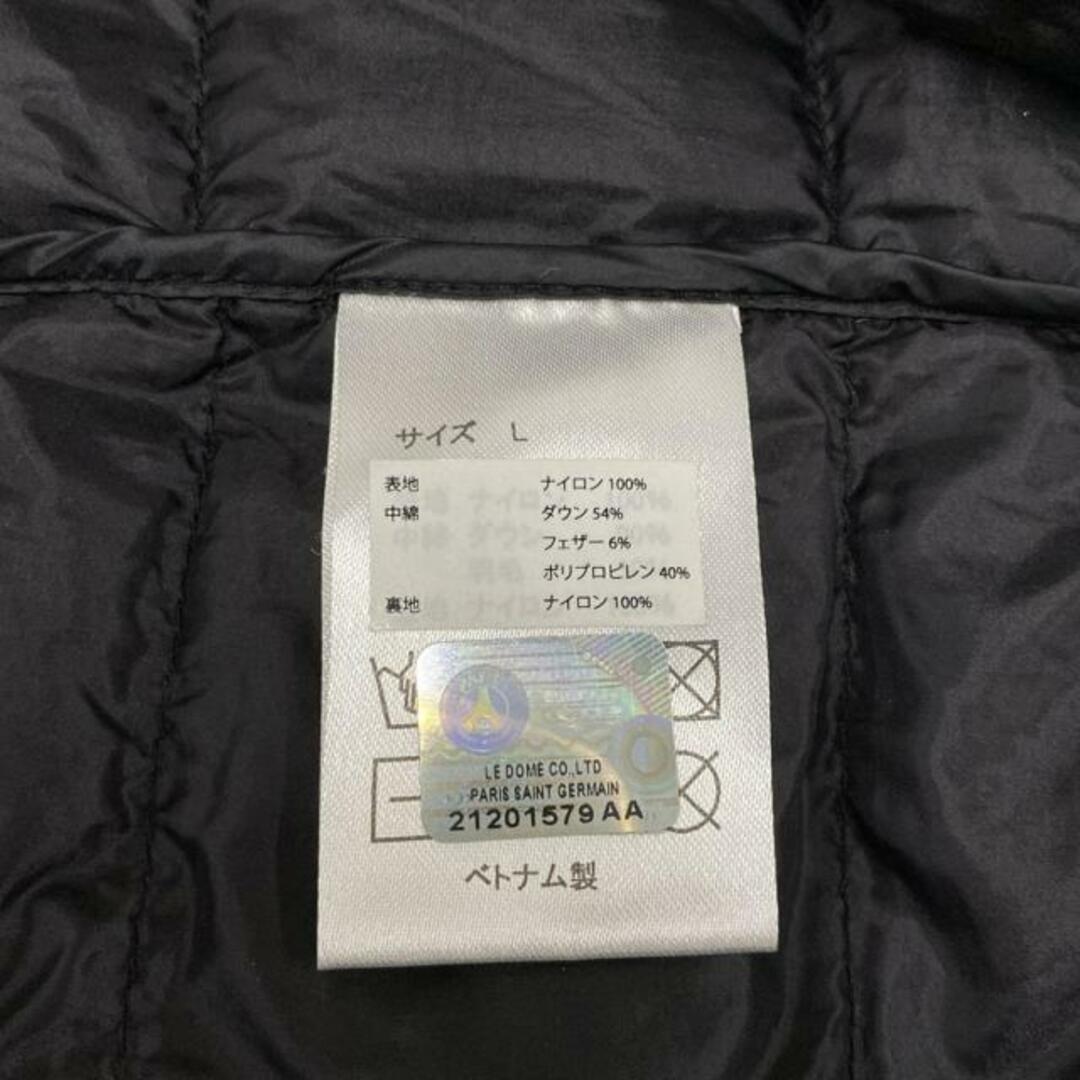 サイズ L
表地 ナイロン 100%
中綿 ダウン 54%
フェザー 6%
ポリプロピレン 40%
裏地 ナイロン 100%
LE DOME CO.,LTD
PARIS SAINT GERMAIN
21201579 AA
ベトナム製